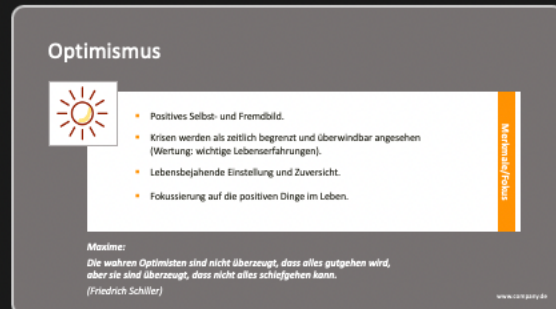 Optimismus
Positives Selbst- und Fremdbild.
Krisen werden als zeitlich begrenzt und überwindbar angesehen
(Wertung: wichtige Lebenserfahrungen).
Lebensbejahende Einstellung und Zuversicht.
Fokussierung auf die positiven Dinge im Leben.
Merkmale/Fokus
Maxime:
Die wahren Optimisten sind nicht überzeugt, dass alles gutgehen wird,
aber sie sind überzeugt, dass nicht alles schiefgehen kann.
(Friedrich Schiller)
www.company.de